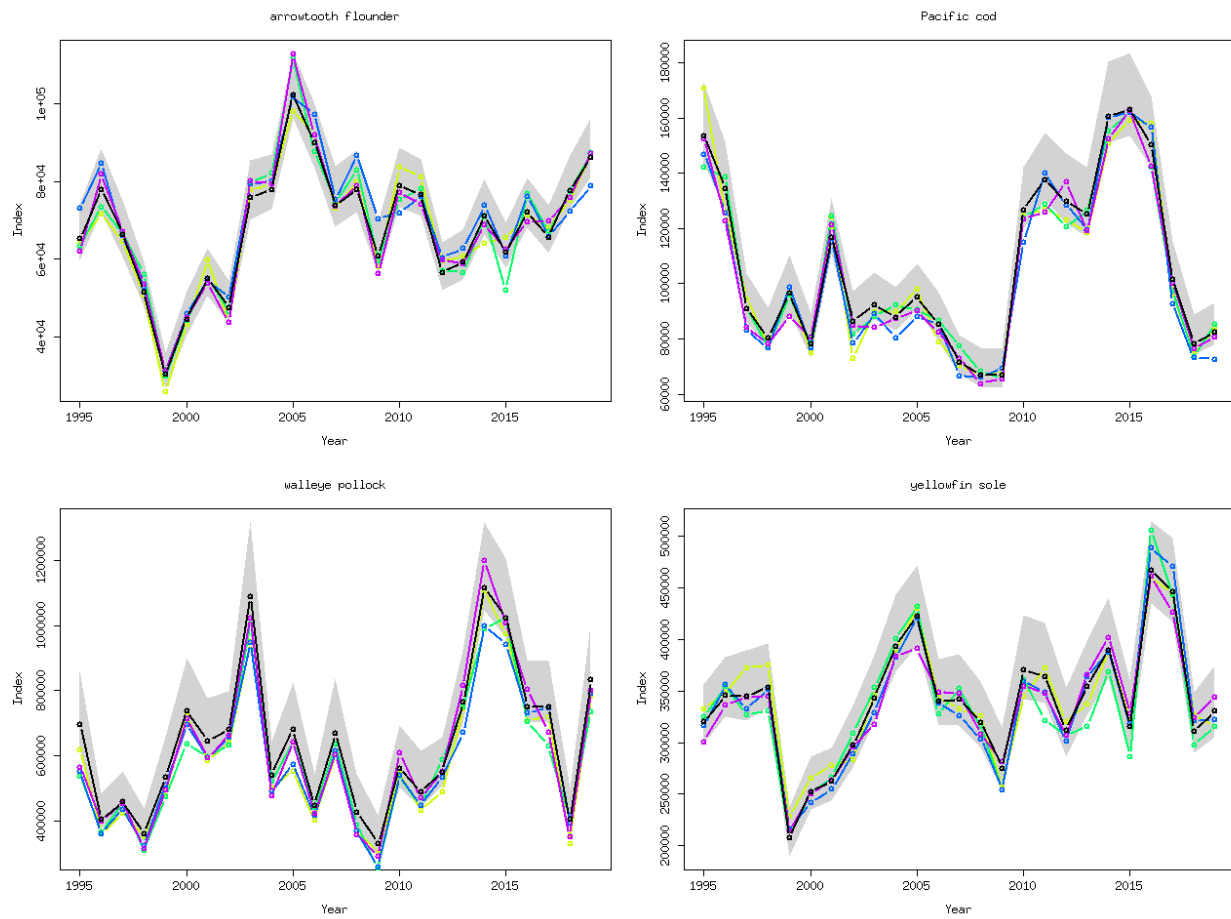 arrowtooth flounder
Index
4e+04 6e+04 8e+04 1e+05
1995 2000 2005 2010 2015
Year
Pacific cod
Index
60000 80000 100000 120000 140000 160000 180000
1995 2000 2005 2010 2015
Year
walleye pollock
Index
400000 600000 800000 1000000 1200000
1995 2000 2005 2010 2015
Year
yellowfin sole
Index
200000 250000 300000 350000 400000 450000 500000
1995 2000 2005 2010 2015
Year